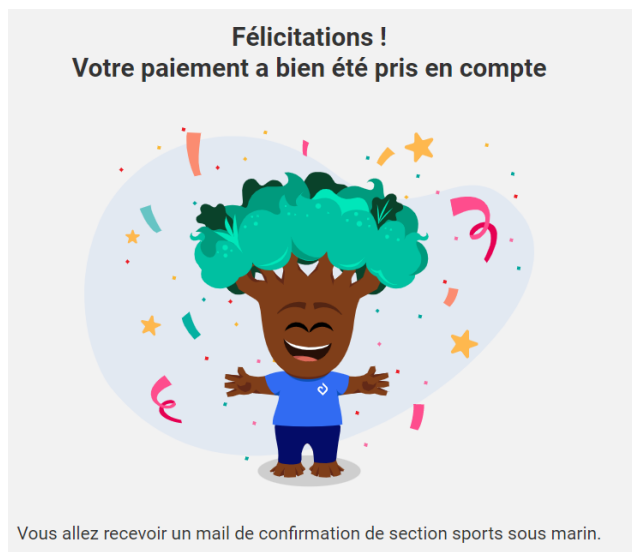 Félicitations !
Votre paiement a bien été pris en compte
Vous allez recevoir un mail de confirmation de section sports sous marin.